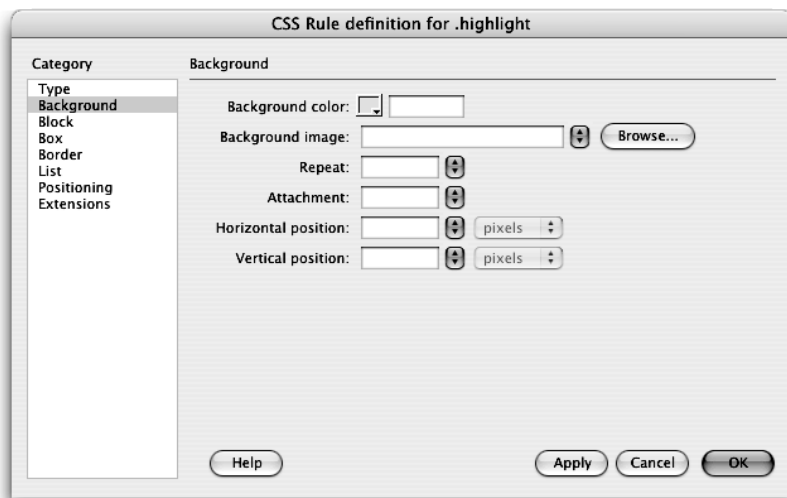 CSS Rule definition for .highlight
Category
Type
Background
Block
Box
Border
List
Positioning
Extensions
Background
Background color:
Background image: Browse...
Repeat:
Attachment:
Horizontal position: pixels
Vertical position: pixels
Help Apply Cancel OK